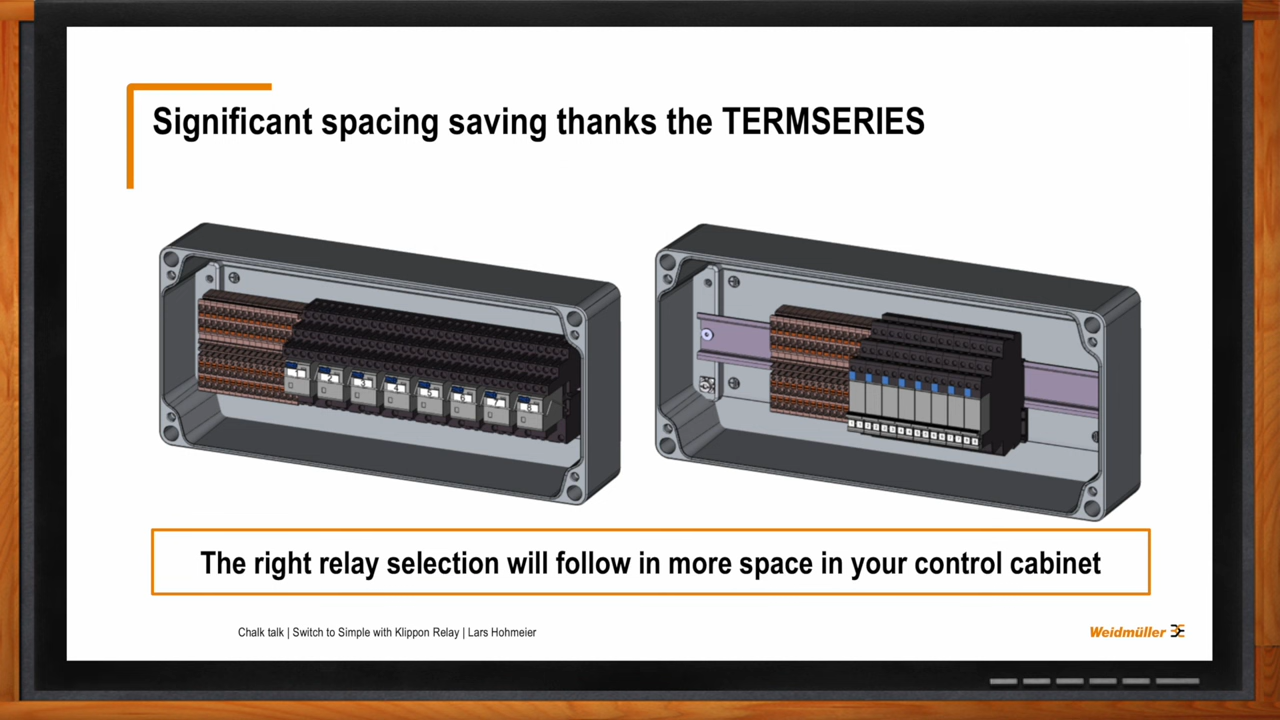 Significant spacing saving thanks the TERMSERIES
The right relay selection will follow in more space in your control cabinet
Chalk talk | Switch to Simple with Klippon Relay | Lars Hohmeier
Weidmüller